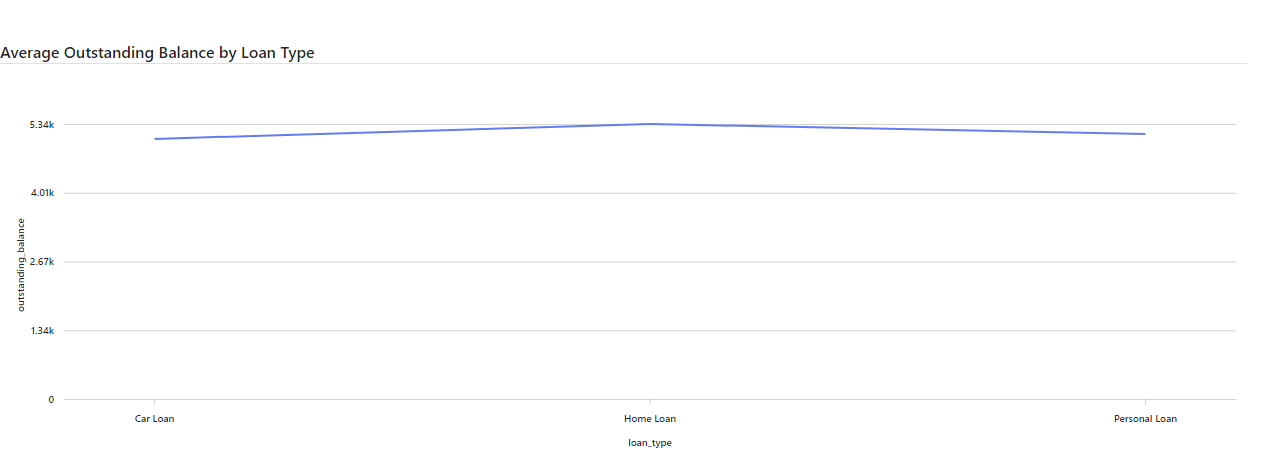 Average Outstanding Balance by Loan Type
5.34k
4.01k
2.67k
1.34k
0
outstanding_balance
Car Loan
Home Loan
Personal Loan
loan_type